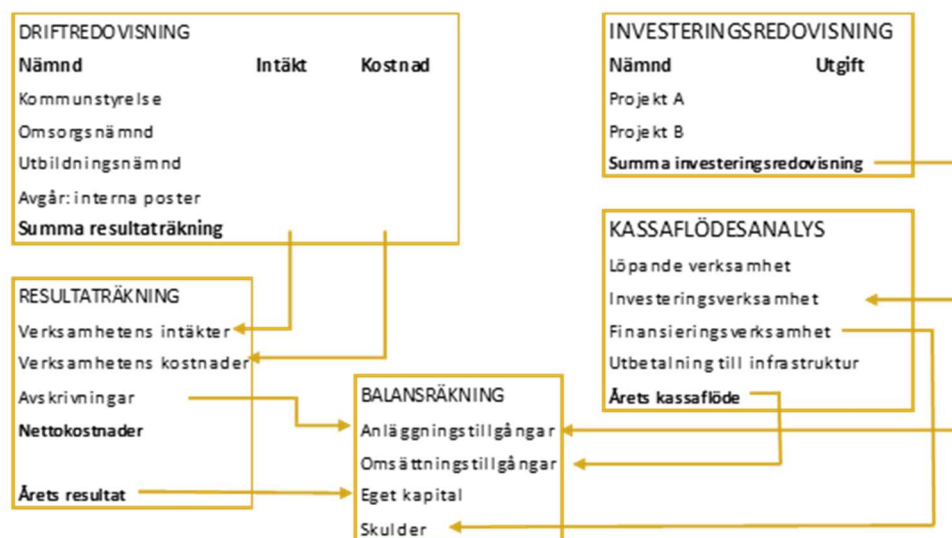 DRIFTREDOVISNING
Nämnd Intäkt Kostnad
Kommunstyrelse
Omsorgsnämnd
Utbildningsnämnd
Avgår: interna poster
Summa resultaträkning
INVESTERINGSREDOVISNING
Nämnd Utgift
Projekt A
Projekt B
Summa investeringsredovisning
RESULTATRÄKNING
Verksamhetens intäkter
Verksamhetens kostnader
Avskrivningar
Nettokostnader
Årets resultat
BALANSRÄKNING
Anläggningstillgångar
Omsättningstillgångar
Eget kapital
Skulder
KASSAFLÖDESANALYS
Löpande verksamhet
Investeringsverksamhet
Finansieringsverksamhet
Utbetalning till infrastruktur
Årets kassaflöde